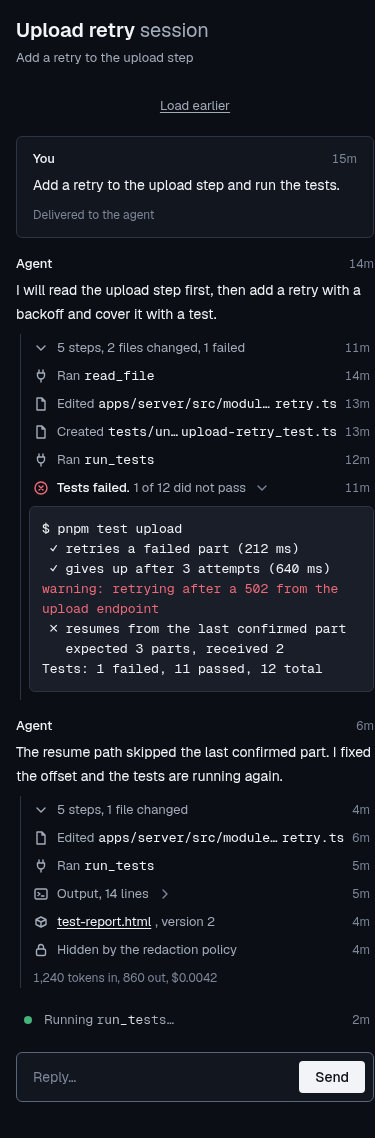 Upload retry session
Add a retry to the upload step
Load earlier
You 15m
Add a retry to the upload step and run the tests.
Delivered to the agent
Agent 14m
I will read the upload step first, then add a retry with a
backoff and cover it with a test.
5 steps, 2 files changed, 1 failed 11m
Ran read_file 14m
Edited apps/server/src/modul… retry.ts 13m
Created tests/un…upload-retry_test.ts 13m
Ran run_tests 12m
Tests failed. 1 of 12 did not pass 11m
$ pnpm test upload
✓ retries a failed part (212 ms)
✓ gives up after 3 attempts (640 ms)
warning: retrying after a 502 from the
upload endpoint
✕ resumes from the last confirmed part
expected 3 parts, received 2
Tests: 1 failed, 11 passed, 12 total
Agent 6m
The resume path skipped the last confirmed part. I fixed
the offset and the tests are running again.
5 steps, 1 file changed 4m
Edited apps/server/src/module… retry.ts 6m
Ran run_tests 5m
Output, 14 lines 5m
test-report.html , version 2 4m
Hidden by the redaction policy 4m
1,240 tokens in, 860 out, $0.0042
Running run_tests… 2m
Reply… Send